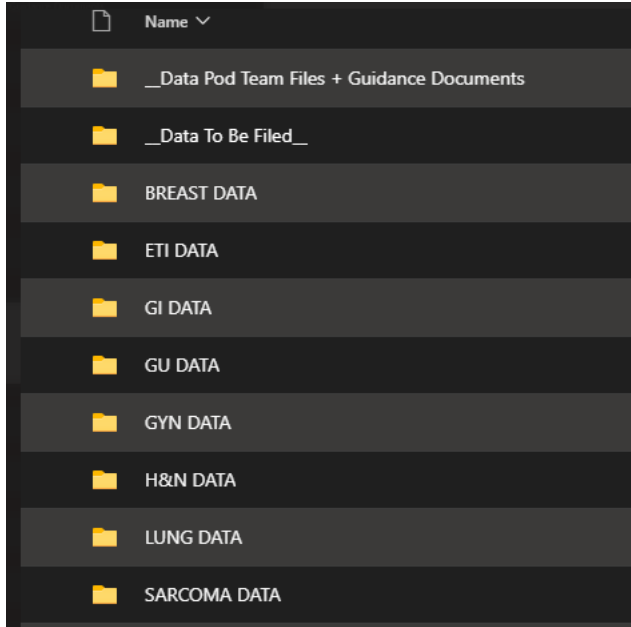 Name
__Data Pod Team Files + Guidance Documents
__Data To Be Filed__
BREAST DATA
ETI DATA
GI DATA
GU DATA
GYN DATA
H&N DATA
LUNG DATA
SARCOMA DATA